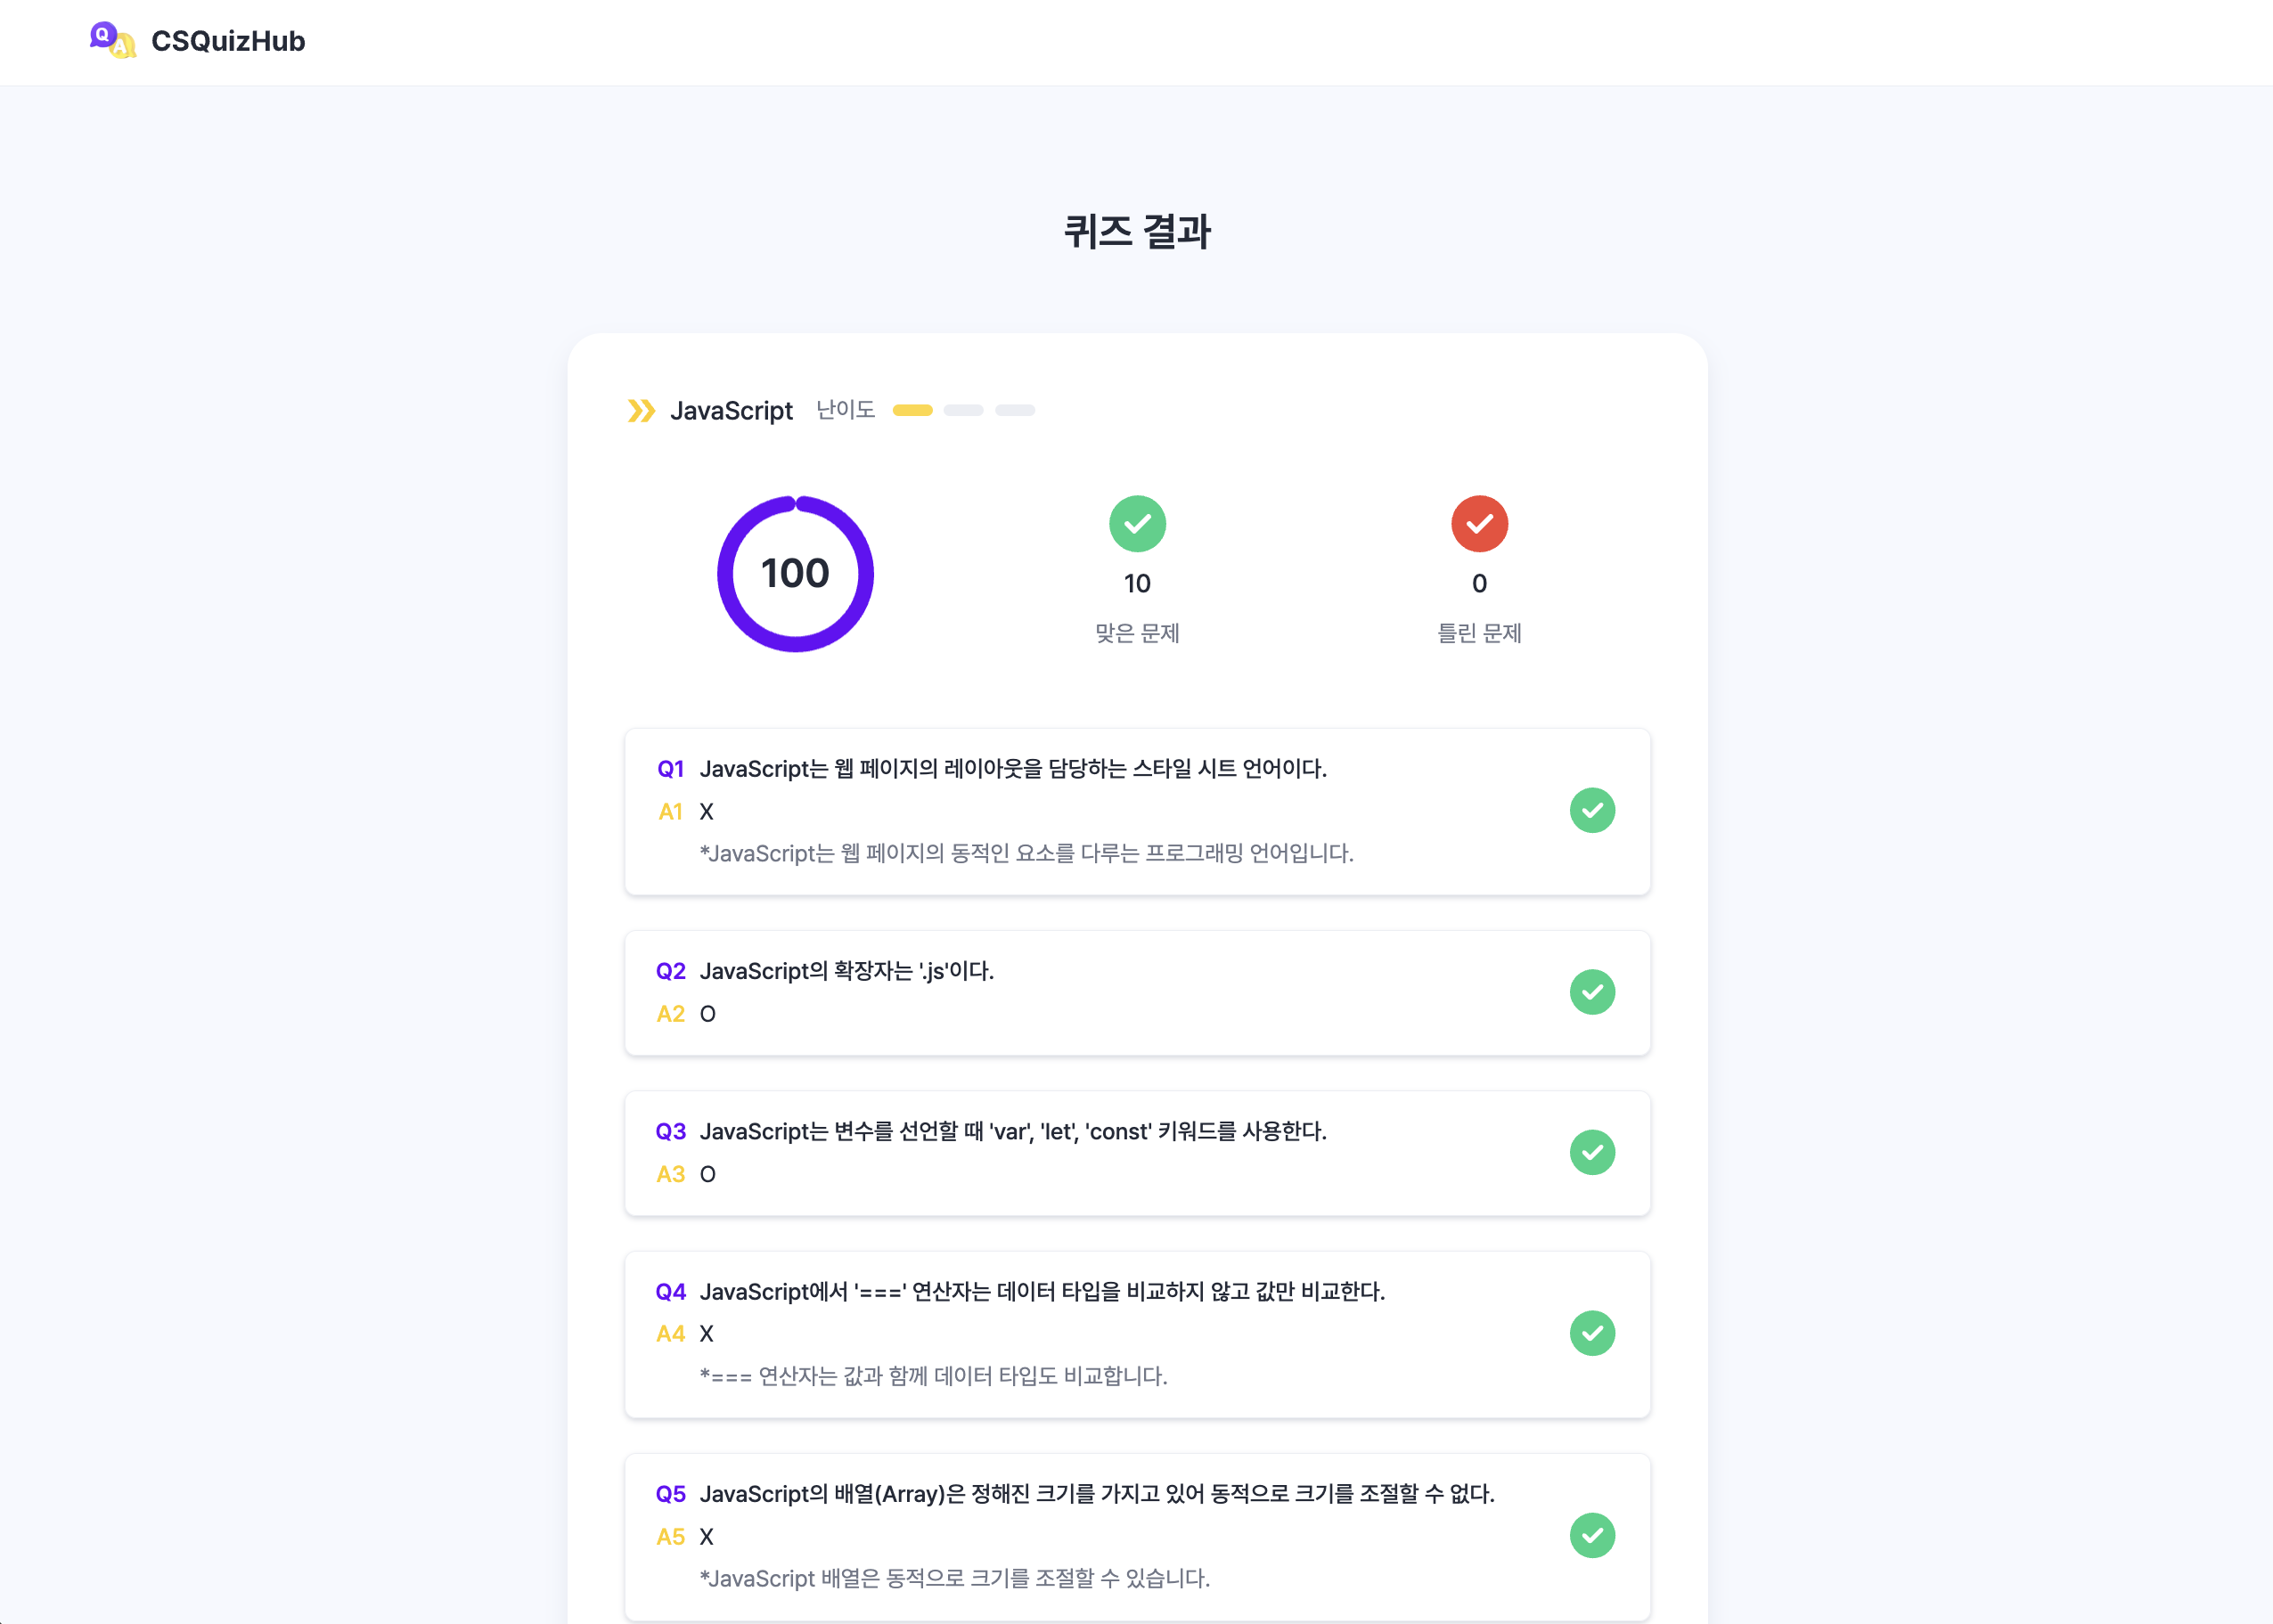 Q A CSQuizHub
퀴즈 결과
JavaScript 난이도
100
10
맞은 문제
0
틀린 문제
Q1 JavaScript는 웹 페이지의 레이아웃을 담당하는 스타일 시트 언어이다.
A1 X
*JavaScript는 웹 페이지의 동적인 요소를 다루는 프로그래밍 언어입니다.
Q2 JavaScript의 확장자는 '.js'이다.
A2 O
Q3 JavaScript는 변수를 선언할 때 'var', 'let', 'const' 키워드를 사용한다.
A3 O
Q4 JavaScript에서 '===' 연산자는 데이터 타입을 비교하지 않고 값만 비교한다.
A4 X
*=== 연산자는 값과 함께 데이터 타입도 비교합니다.
Q5 JavaScript의 배열(Array)은 정해진 크기를 가지고 있어 동적으로 크기를 조절할 수 없다.
A5 X
*JavaScript 배열은 동적으로 크기를 조절할 수 있습니다.